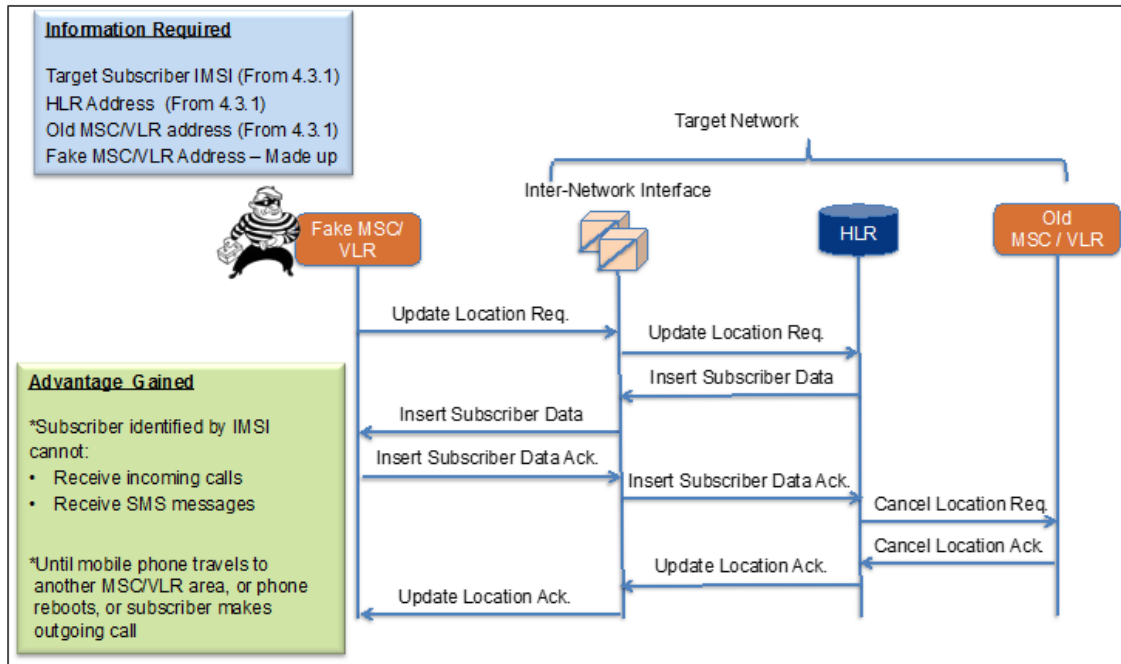 Information Required
Target Subscriber IMSI (From 4.3.1)
HLR Address (From 4.3.1)
Old MSC/VLR address (From 4.3.1)
Fake MSC/VLR Address – Made up
Target Network
Inter-Network Interface
Fake MSC/
VLR
HLR
Old
MSC / VLR
Update Location Req.
Update Location Req.
Insert Subscriber Data
Insert Subscriber Data
Insert Subscriber Data Ack.
Insert Subscriber Data Ack.
Cancel Location Req.
Cancel Location Ack.
Update Location Ack.
Update Location Ack.
Advantage Gained
*Subscriber identified by IMSI
cannot:
• Receive incoming calls
• Receive SMS messages
*Until mobile phone travels to
another MSC/VLR area, or phone
reboots, or subscriber makes
outgoing call